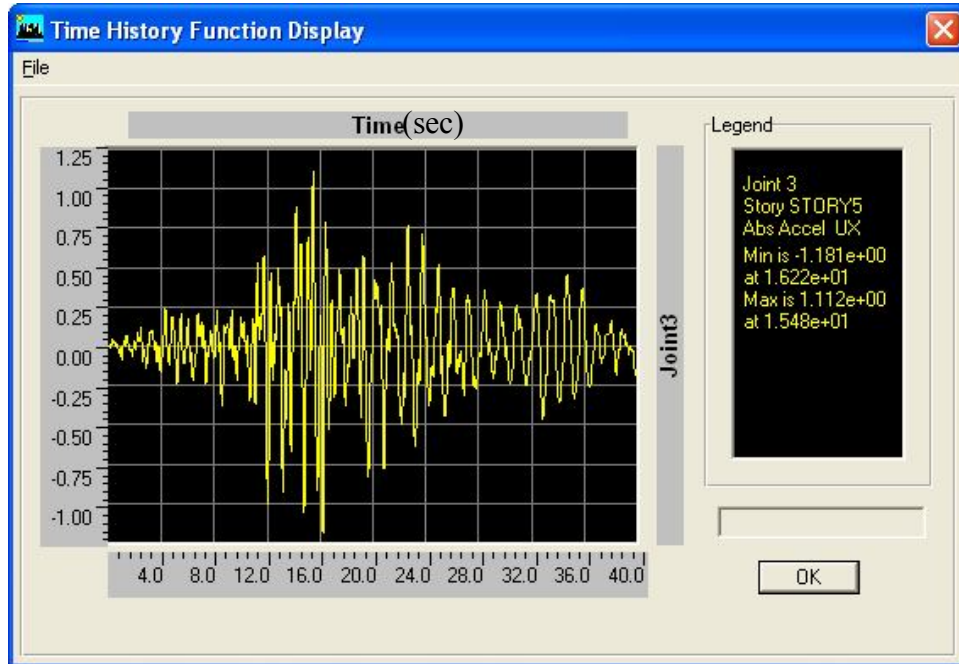 Time History Function Display
File
Time(sec)
1.25
1.00
0.75
0.50
0.25
0.00
-0.25
-0.50
-0.75
-1.00
4.0 8.0 12.0 16.0 20.0 24.0 28.0 32.0 36.0 40.0
Joint3
Legend
Joint 3
Story STORY5
Abs Accel UX
Min is -1.181e+00
at 1.622e+01
Max is 1.112e+00
at 1.548e+01
OK